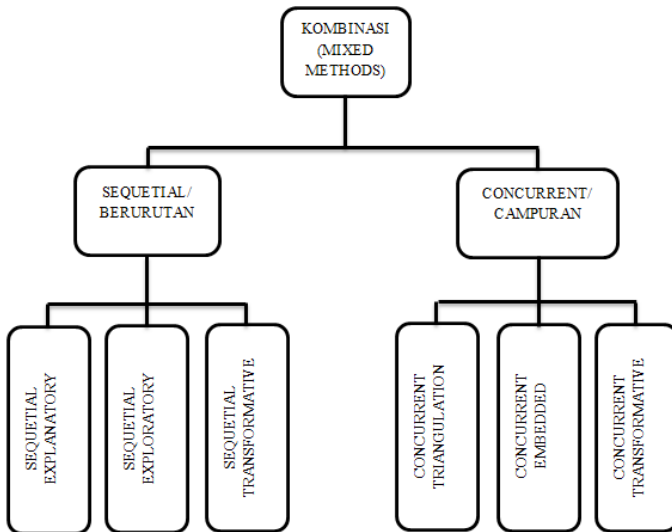 KOMBINASI
(MIXED
METHODS)
SEQUETIAL/
BERURUTAN
CONCURRENT/
CAMPURAN
SEQUETIAL
EXPLANATORY
SEQUETIAL
EXPLORATORY
SEQUETIAL
TRANSFORMATIVE
CONCURRENT
TRIANGULATION
CONCURRENT
EMBEDDED
CONCURRENT
TRANSFORMATIVE